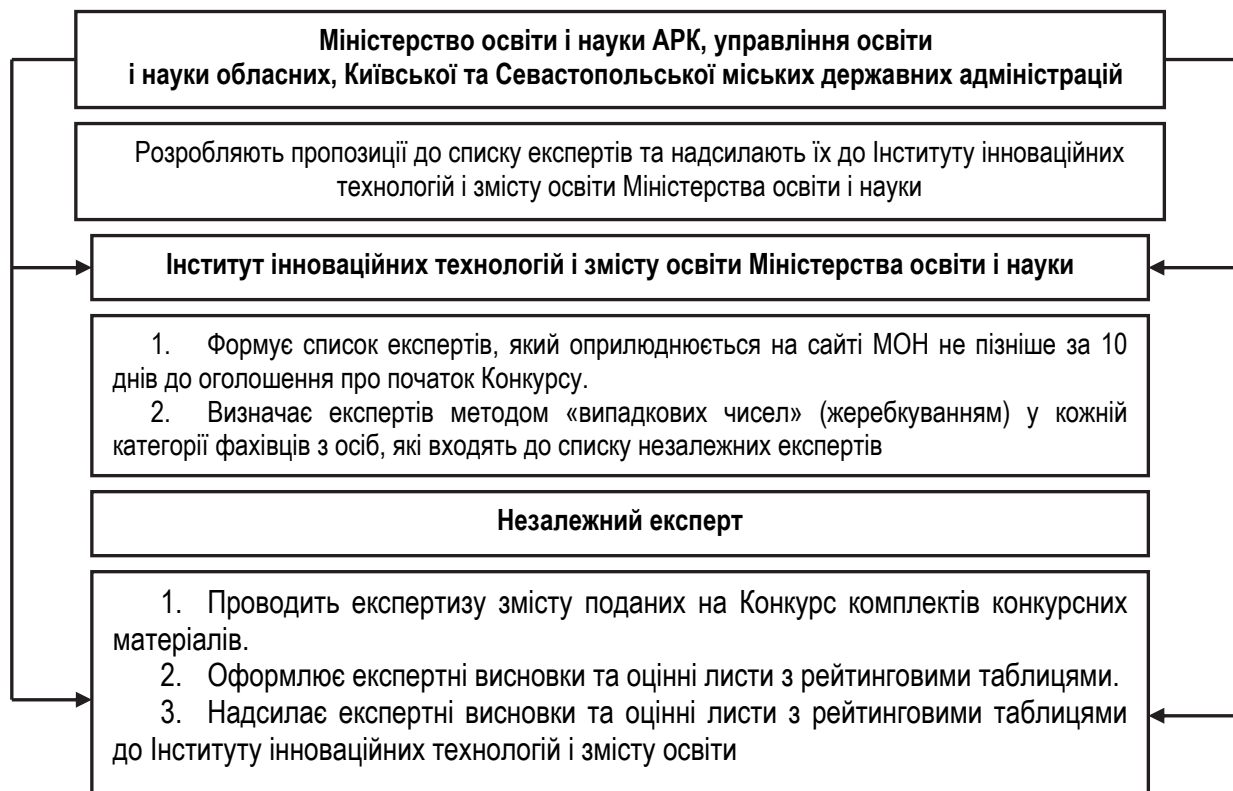 Міністерство освіти і науки АРК, управління освіти
і науки обласних, Київської та Севастопольської міських державних адміністрацій
Розробляють пропозиції до списку експертів та надсилають їх до Інституту інноваційних
технологій і змісту освіти Міністерства освіти і науки
Інститут інноваційних технологій і змісту освіти Міністерства освіти і науки
1. Формує список експертів, який оприлюднюється на сайті МОН не пізніше за 10
днів до оголошення про початок Конкурсу.
2. Визначає експертів методом «випадкових чисел» (жеребкуванням) у кожній
категорії фахівців з осіб, які входять до списку незалежних експертів
Незалежний експерт
1. Проводить експертизу змісту поданих на Конкурс комплектів конкурсних
матеріалів.
2. Оформлює експертні висновки та оцінні листи з рейтинговими таблицями.
3. Надсилає експертні висновки та оцінні листи з рейтинговими таблицями
до Інституту інноваційних технологій і змісту освіти